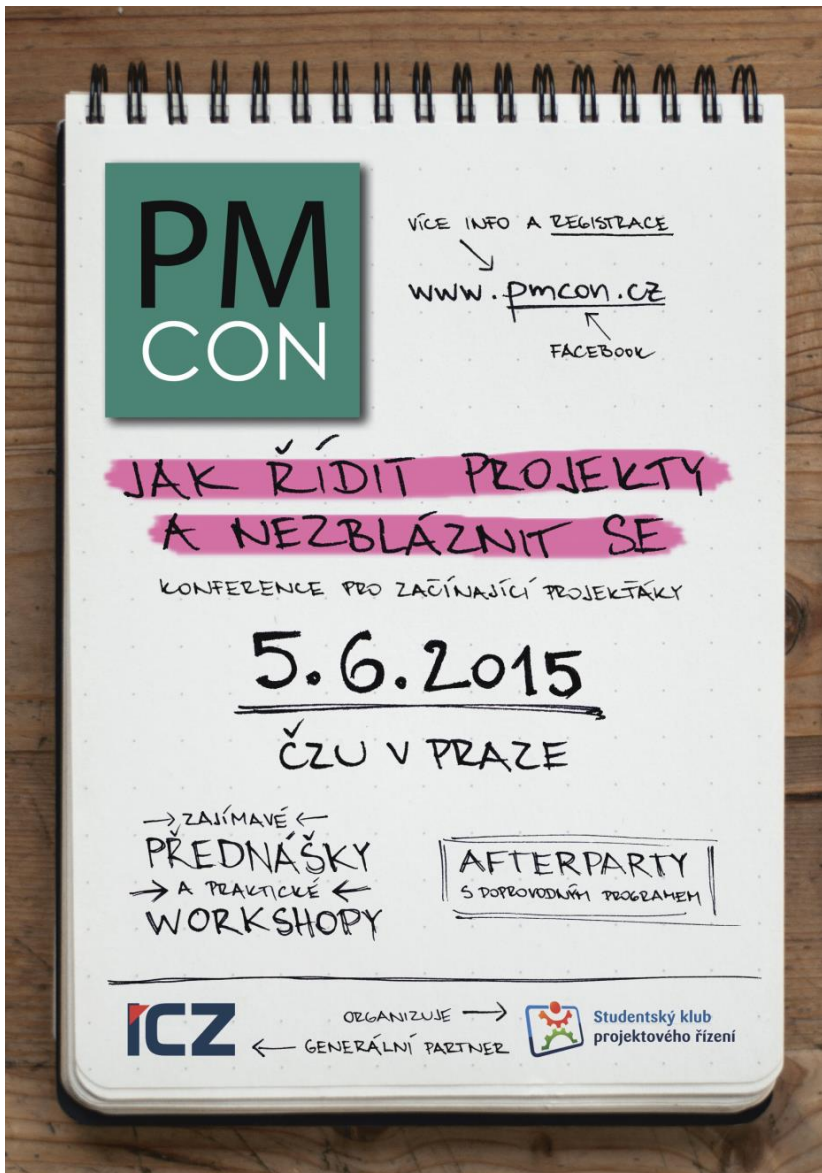 PM
CON
VÍCE INFO A REGISTRACE
www.pmcon.cz
FACEBOOK
JAK ŘÍDIT PROJEKTY
A NEZBLÁZNIT SE
KONFERENCE PRO ZAČÍNAJÍCÍ PROJEKŤÁKY
5.6.2015
ČZU V PRAZE
ZAJÍMAVÉ
PŘEDNÁŠKY
A PRAKTICKÉ
WORKSHOPY
AFTERPARTY
S DOPROVODNÝM PROGRAMEM
ICZ
ORGANIZUJE
GENERÁLNÍ PARTNER
Studentský klub
projektového řízení